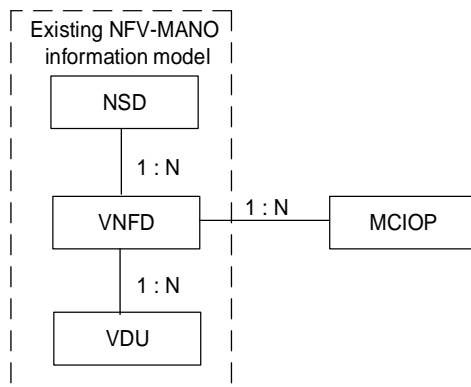 Existing NFV-MANO
information model
NSD
1 : N
VNFD
1 : N
MCIOP
1 : N
VDU